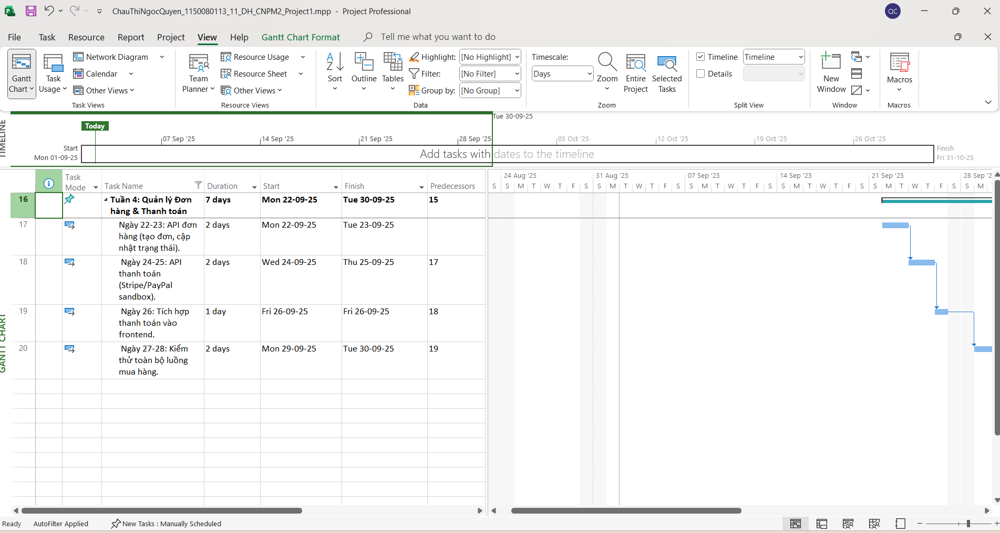 ChauThiNgocQuyen_1150080113_11_DH_CNPM2_Project1.mpp - Project Professional
QC
File Task Resource Report Project View Help Gantt Chart Format Tell me what you want to do
Gantt Chart
Task Usage
Network Diagram
Calendar
Other Views
Task Views
Team Planner
Resource Usage
Resource Sheet
Other Views
Resource Views
Sort
Outline
Tables
Highlight: [No Highlight]
Filter: [No Filter]
Group by: [No Group]
Data
Timescale:
Days
Zoom
Entire Project
Selected Tasks
Zoom
Timeline Timeline
Details
Split View
New Window
Window
Macros
Macros
TIMELINE
Tue 30-09-25
Today
07 Sep '25 14 Sep '25 21 Sep '25 28 Sep '25 05 Oct '25 12 Oct '25 19 Oct '25 26 Oct '25
Start
Mon 01-09-25
Add tasks with dates to the timeline
Finish
Fri 31-10-25
GANTT CHART
Task Mode Task Name Duration Start Finish Predecessors
24 Aug '25 31 Aug '25 07 Sep '25 14 Sep '25 21 Sep '25 28 Sep '2
S S M T W T F S S M T W T F S S M T W T F S S M T W T F S S M T W T F S S M
16 Tuần 4: Quản lý Đơn 7 days Mon 22-09-25 Tue 30-09-25 15
hàng & Thanh toán
17 Ngày 22-23: API đơn 2 days Mon 22-09-25 Tue 23-09-25
hàng (tạo đơn, cập
nhật trạng thái).
18 Ngày 24-25: API 2 days Wed 24-09-25 Thu 25-09-25 17
thanh toán
(Stripe/PayPal
sandbox).
19 Ngày 26: Tích hợp 1 day Fri 26-09-25 Fri 26-09-25 18
thanh toán vào
frontend.
20 Ngày 27-28: Kiểm 2 days Mon 29-09-25 Tue 30-09-25 19
thử toàn bộ luồng
mua hàng.
Ready AutoFilter Applied New Tasks : Manually Scheduled